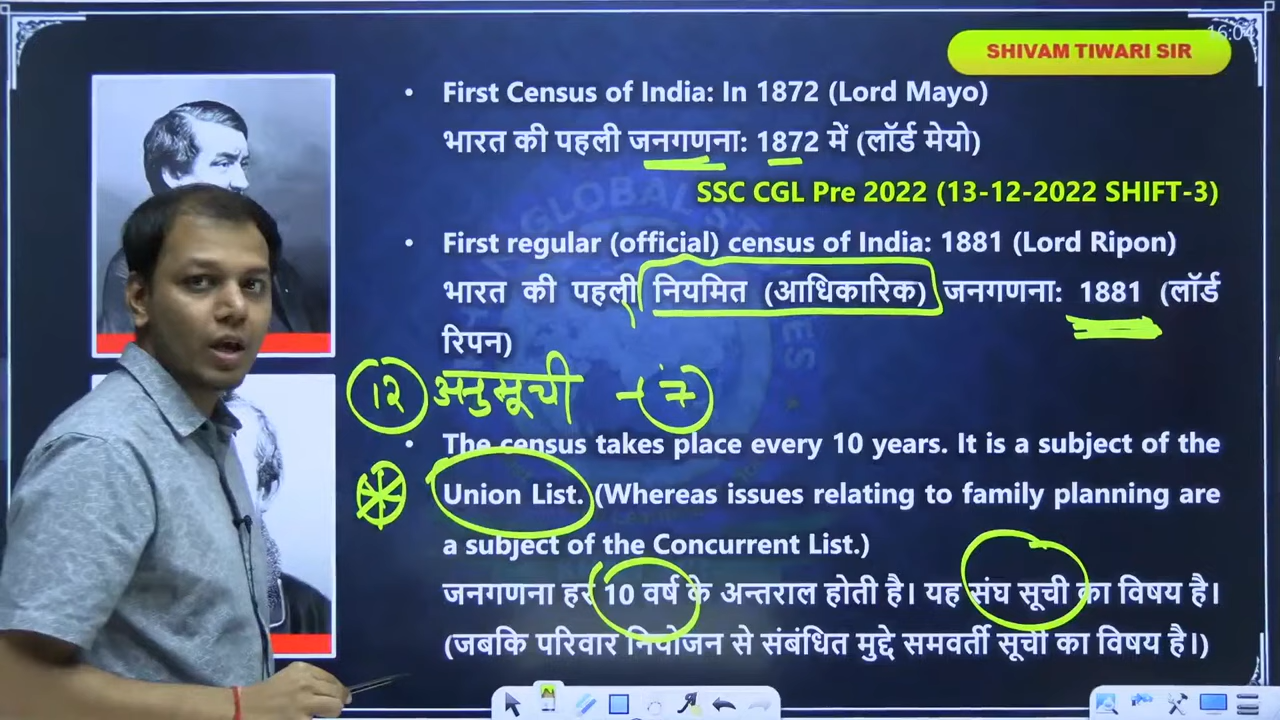 16:04
SHIVAM TIWARI SIR
• First Census of India: In 1872 (Lord Mayo)
भारत की पहली जनगणना: 1872 में (लॉर्ड मेयो)
SSC CGL Pre 2022 (13-12-2022 SHIFT-3)
• First regular (official) census of India: 1881 (Lord Ripon)
भारत की पहली नियमित (आधिकारिक) जनगणना: 1881 (लॉर्ड
रिपन)
12 अनुसूची - 7
• The census takes place every 10 years. It is a subject of the
Union List. (Whereas issues relating to family planning are
a subject of the Concurrent List.)
जनगणना हर 10 वर्ष के अन्तराल होती है। यह संघ सूची का विषय है।
(जबकि परिवार नियोजन से संबंधित मुद्दे समवर्ती सूची का विषय है।)